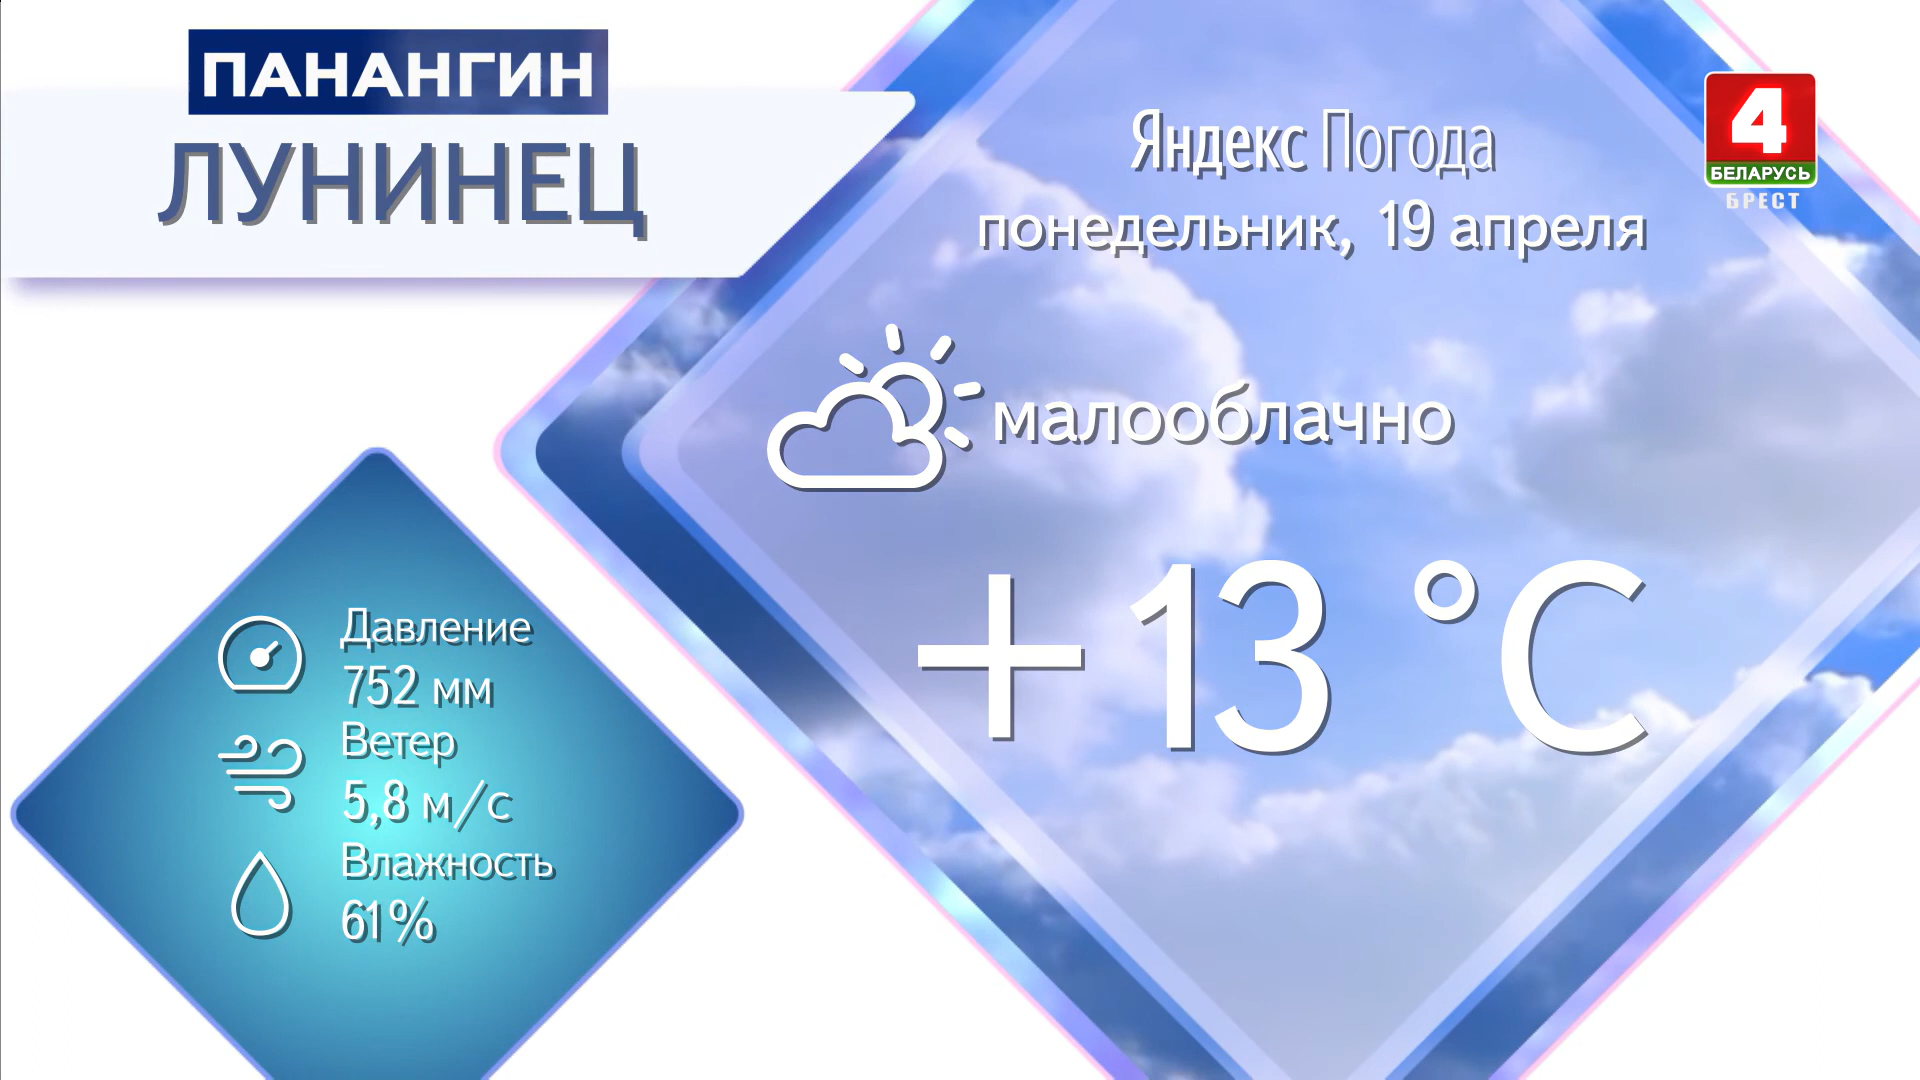 ПАНАНГИН
ЛУНИНЕЦ
Яндекс Погода
понедельник, 19 апреля
4
БЕЛАРУСЬ
БРЕСТ
малооблачно
+13 °C
Давление
752 мм
Ветер
5,8 м/с
Влажность
61%